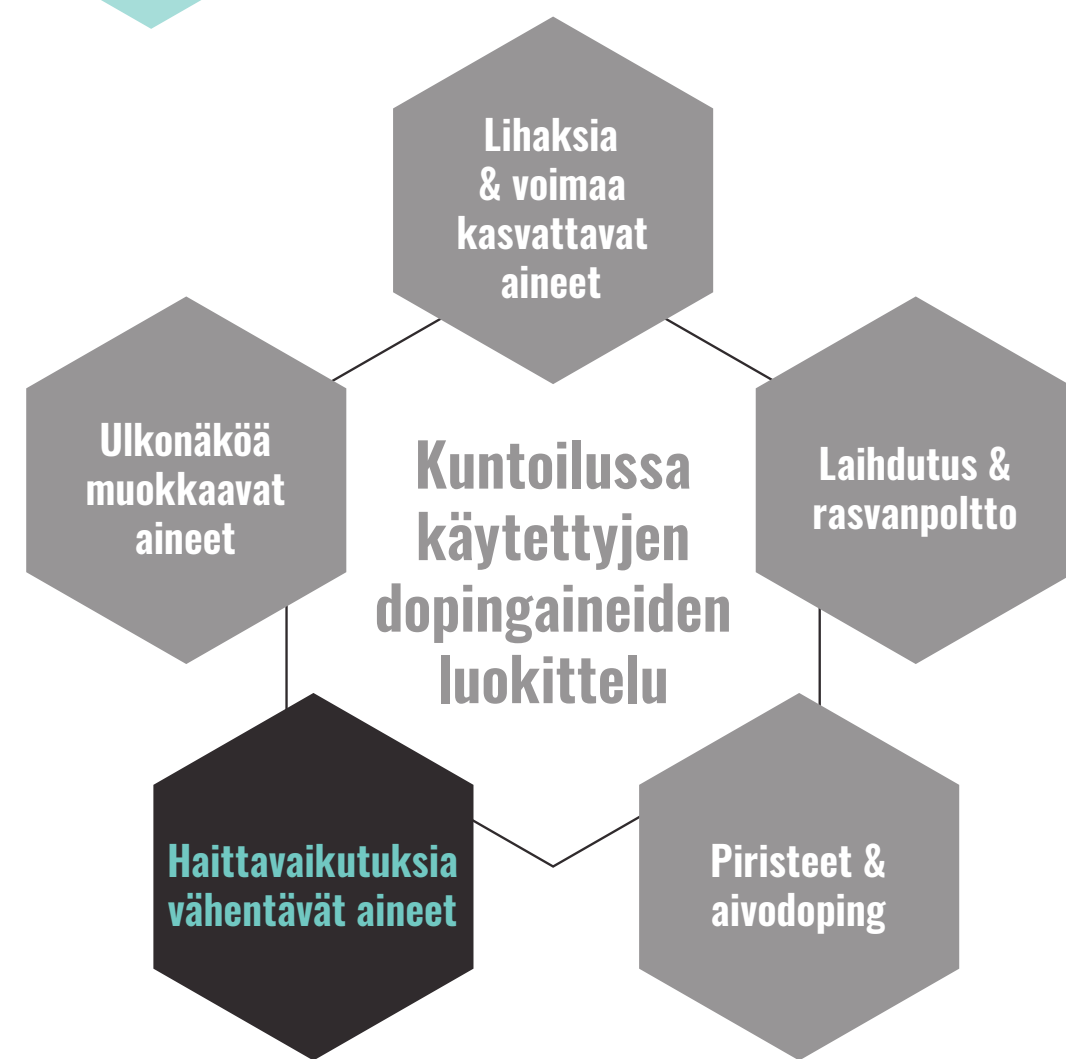 Lihaksia
& voimaa
kasvattavat
aineet
Ulkonäköä
muokkaavat
aineet
Kuntoilussa
käytettyjen
dopingaineiden
luokittelu
Laihdutus &
rasvanpoltto
Haittavaikutuksia
vähentävät aineet
Piristeet &
aivodoping